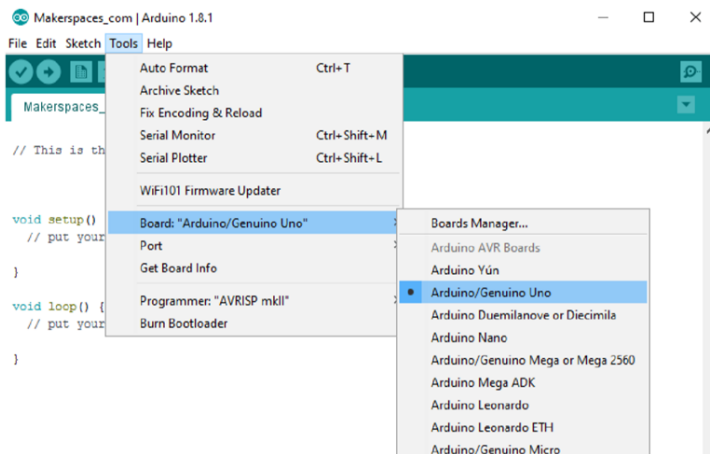 Makerspaces_com | Arduino 1.8.1
File Edit Sketch Tools Help
Makerspaces_
// This is th
void setup()
// put your
}
void loop() {
// put your
}
Auto Format Ctrl+T
Archive Sketch
Fix Encoding & Reload
Serial Monitor Ctrl+Shift+M
Serial Plotter Ctrl+Shift+L
WiFi101 Firmware Updater
Board: "Arduino/Genuino Uno"
Port
Get Board Info
Programmer: "AVRISP mkII"
Burn Bootloader
Boards Manager...
Arduino AVR Boards
Arduino Yún
Arduino/Genuino Uno
Arduino Duemilanove or Diecimila
Arduino Nano
Arduino/Genuino Mega or Mega 2560
Arduino Mega ADK
Arduino Leonardo
Arduino Leonardo ETH
Arduino/Genuino Micro